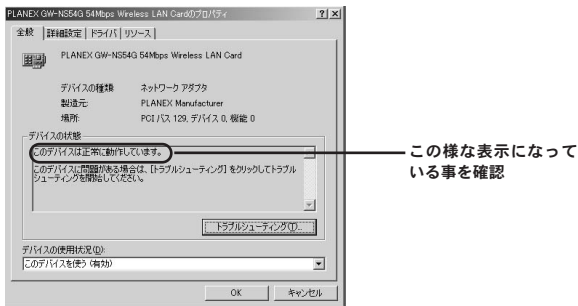 PLANEX GW-NS54G 54Mbps Wireless LAN Cardのプロパティ
全般 詳細設定 ドライバ リソース
PLANEX GW-NS54G 54Mbps Wireless LAN Card
デバイスの種類 ネットワーク アダプタ
製造元: PLANEX Manufacturer
場所: PCI バス 129, デバイス 0, 機能 0
デバイスの状態
このデバイスは正常に動作しています。
このデバイスに問題がある場合は、[トラブルシューティング] をクリックしてトラブル
シューティングを開始してください。
この様な表示になって
いる事を確認
トラブルシューティング(T)...
デバイスの使用状況(D):
このデバイスを使う (有効)
OK キャンセル